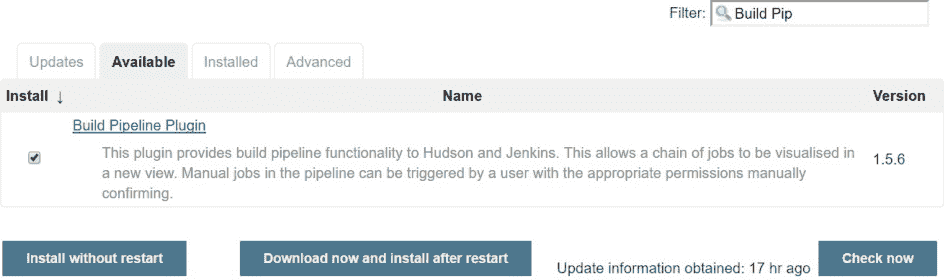 Filter: Build Pip
Updates Available Installed Advanced
Install ↓ Name Version
Build Pipeline Plugin
This plugin provides build pipeline functionality to Hudson and Jenkins. This allows a chain of jobs to be visualised in
a new view. Manual jobs in the pipeline can be triggered by a user with the appropriate permissions manually
confirming.
1.5.6
Install without restart Download now and install after restart Update information obtained: 17 hr ago Check now